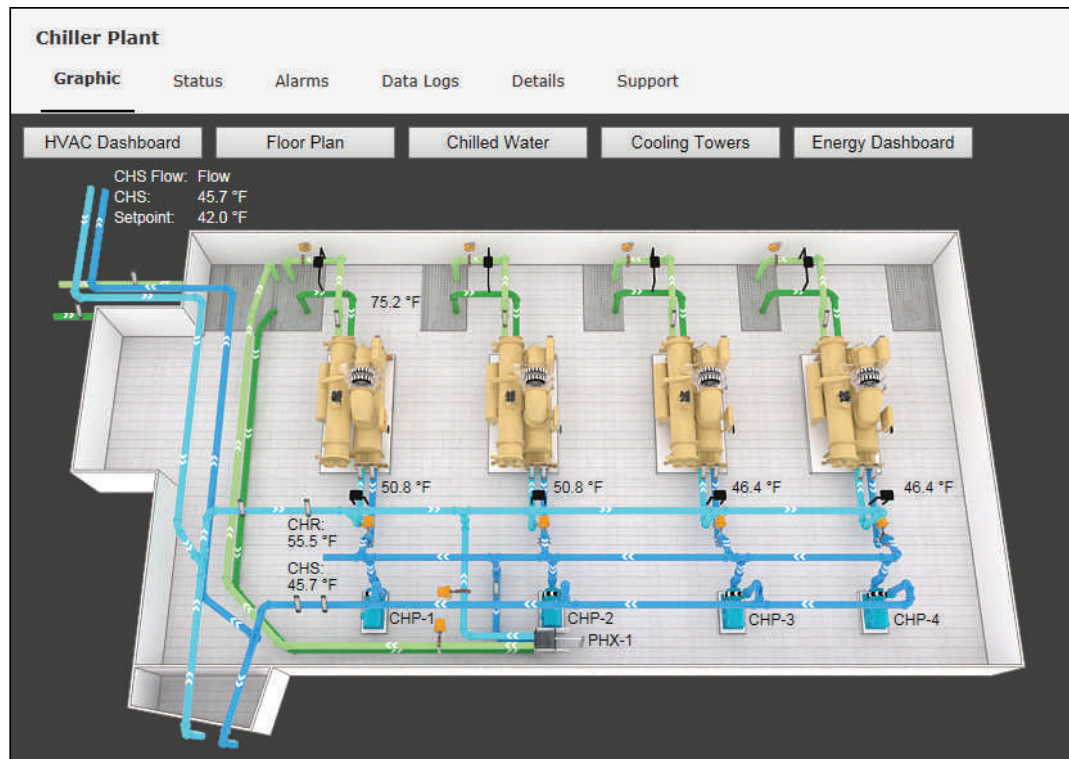 Chiller Plant
Graphic Status Alarms Data Logs Details Support
HVAC Dashboard Floor Plan Chilled Water Cooling Towers Energy Dashboard
CHS Flow: Flow
CHS: 45.7 °F
Setpoint: 42.0 °F
75.2 °F
50.8 °F 50.8 °F 46.4 °F 46.4 °F
CHR:
55.5 °F
CHS:
45.7 °F
CHP-1 CHP-2 CHP-3 CHP-4
PHX-1